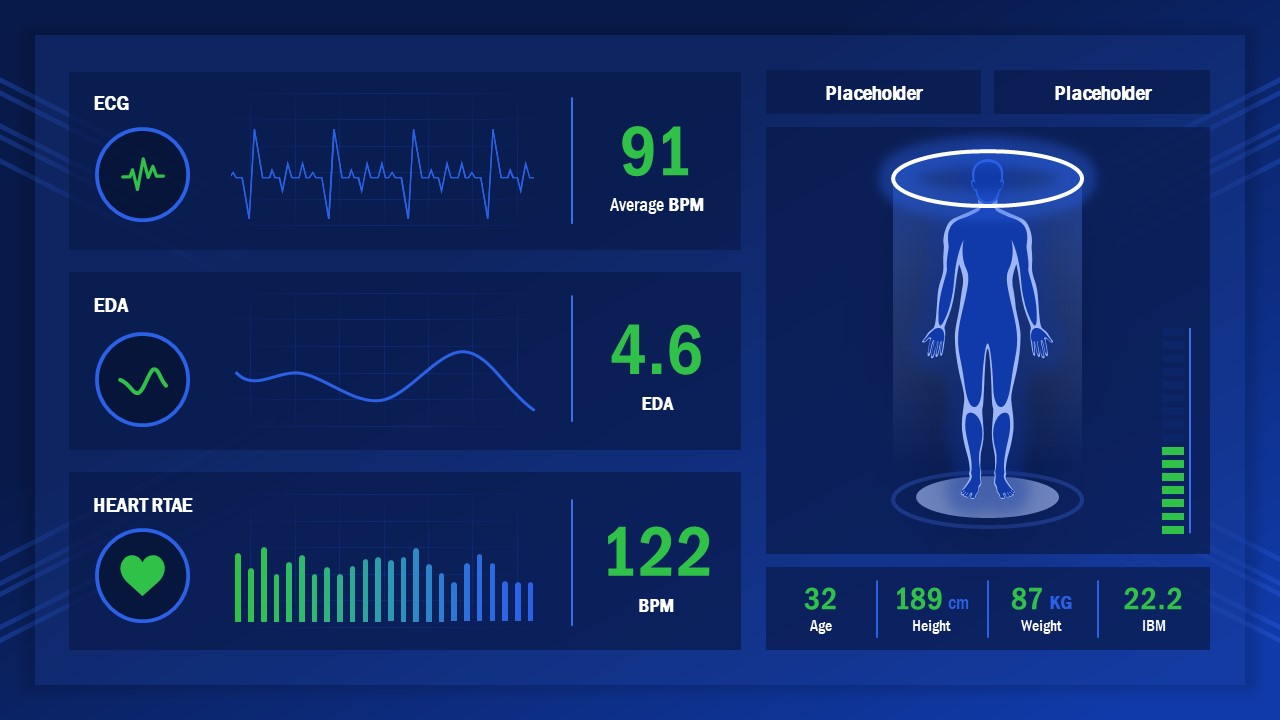 ECG
91
Average BPM
EDA
4.6
EDA
HEART RTAE
122
BPM
Placeholder
Placeholder
32
Age
189 cm
Height
87 KG
Weight
22.2
IBM